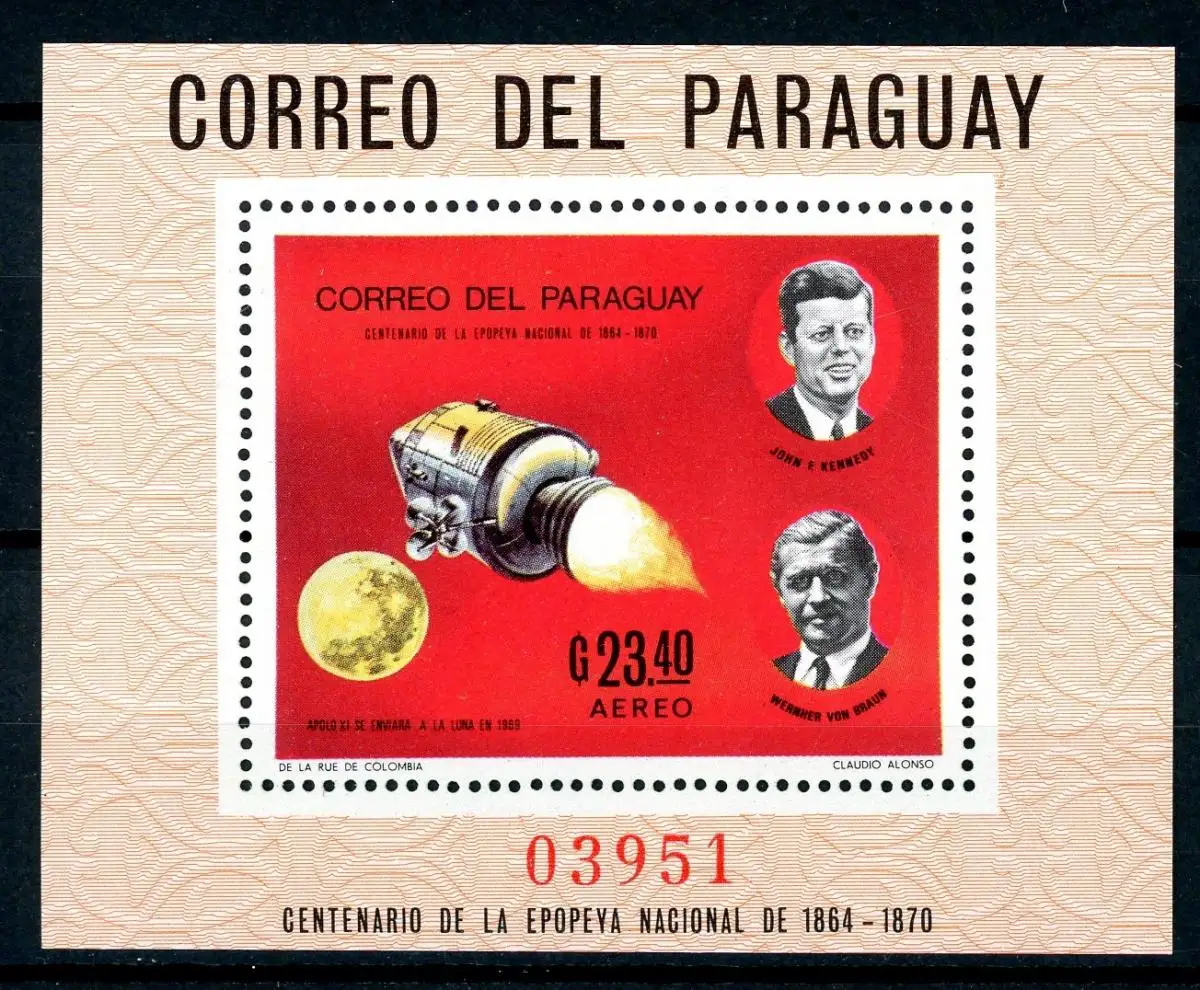 CORREO DEL PARAGUAY
CORREO DEL PARAGUAY
CENTENARIO DE LA EPOPEYA NACIONAL DE 1864-1870
JOHN F. KENNEDY
WERNHER VON BRAUN
₲ 23.40
AEREO
APOLO XI SE ENVIARA A LA LUNA EN 1969
DE LA RUE DE COLOMBIA
CLAUDIO ALONSO
03951
CENTENARIO DE LA EPOPEYA NACIONAL DE 1864-1870